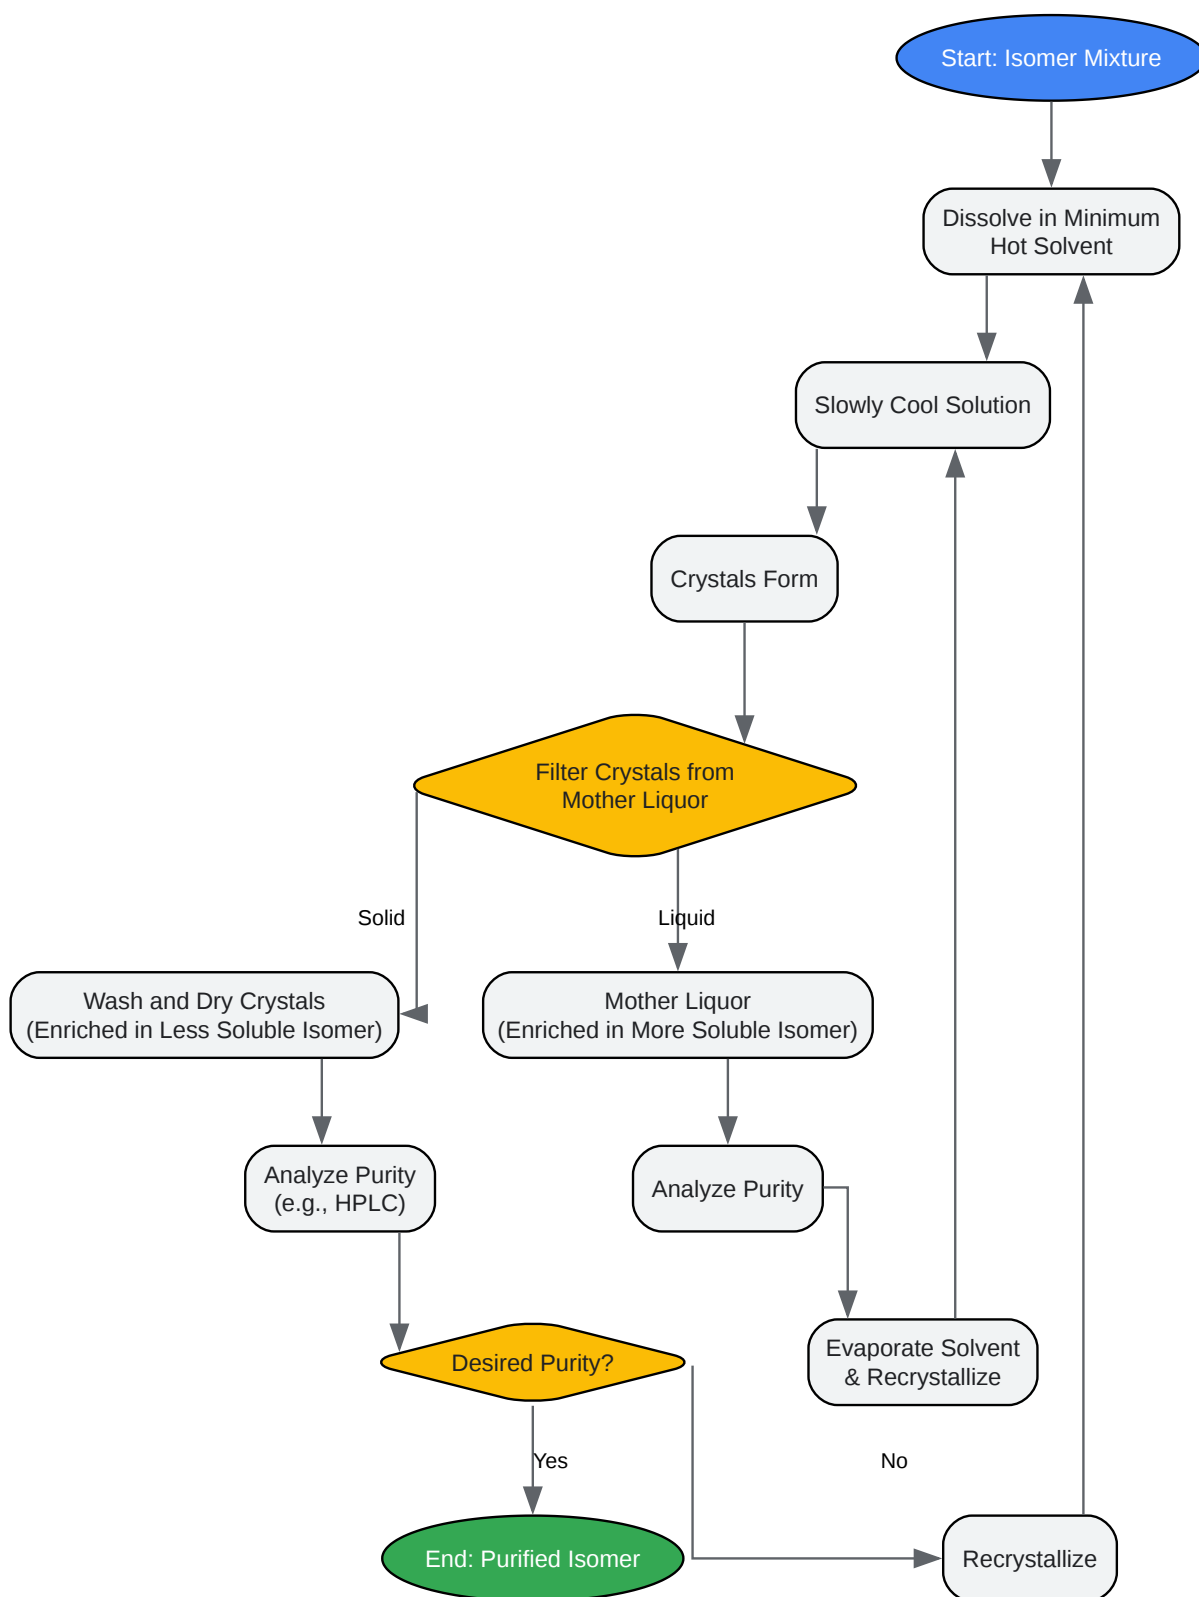 Start: Isomer Mixture
Dissolve in Minimum
Hot Solvent
Slowly Cool Solution
Crystals Form
Filter Crystals from
Mother Liquor
Solid
Liquid
Wash and Dry Crystals
(Enriched in Less Soluble Isomer)
Mother Liquor
(Enriched in More Soluble Isomer)
Analyze Purity
(e.g., HPLC)
Analyze Purity
Desired Purity?
Evaporate Solvent
& Recrystallize
Yes
No
End: Purified Isomer
Recrystallize